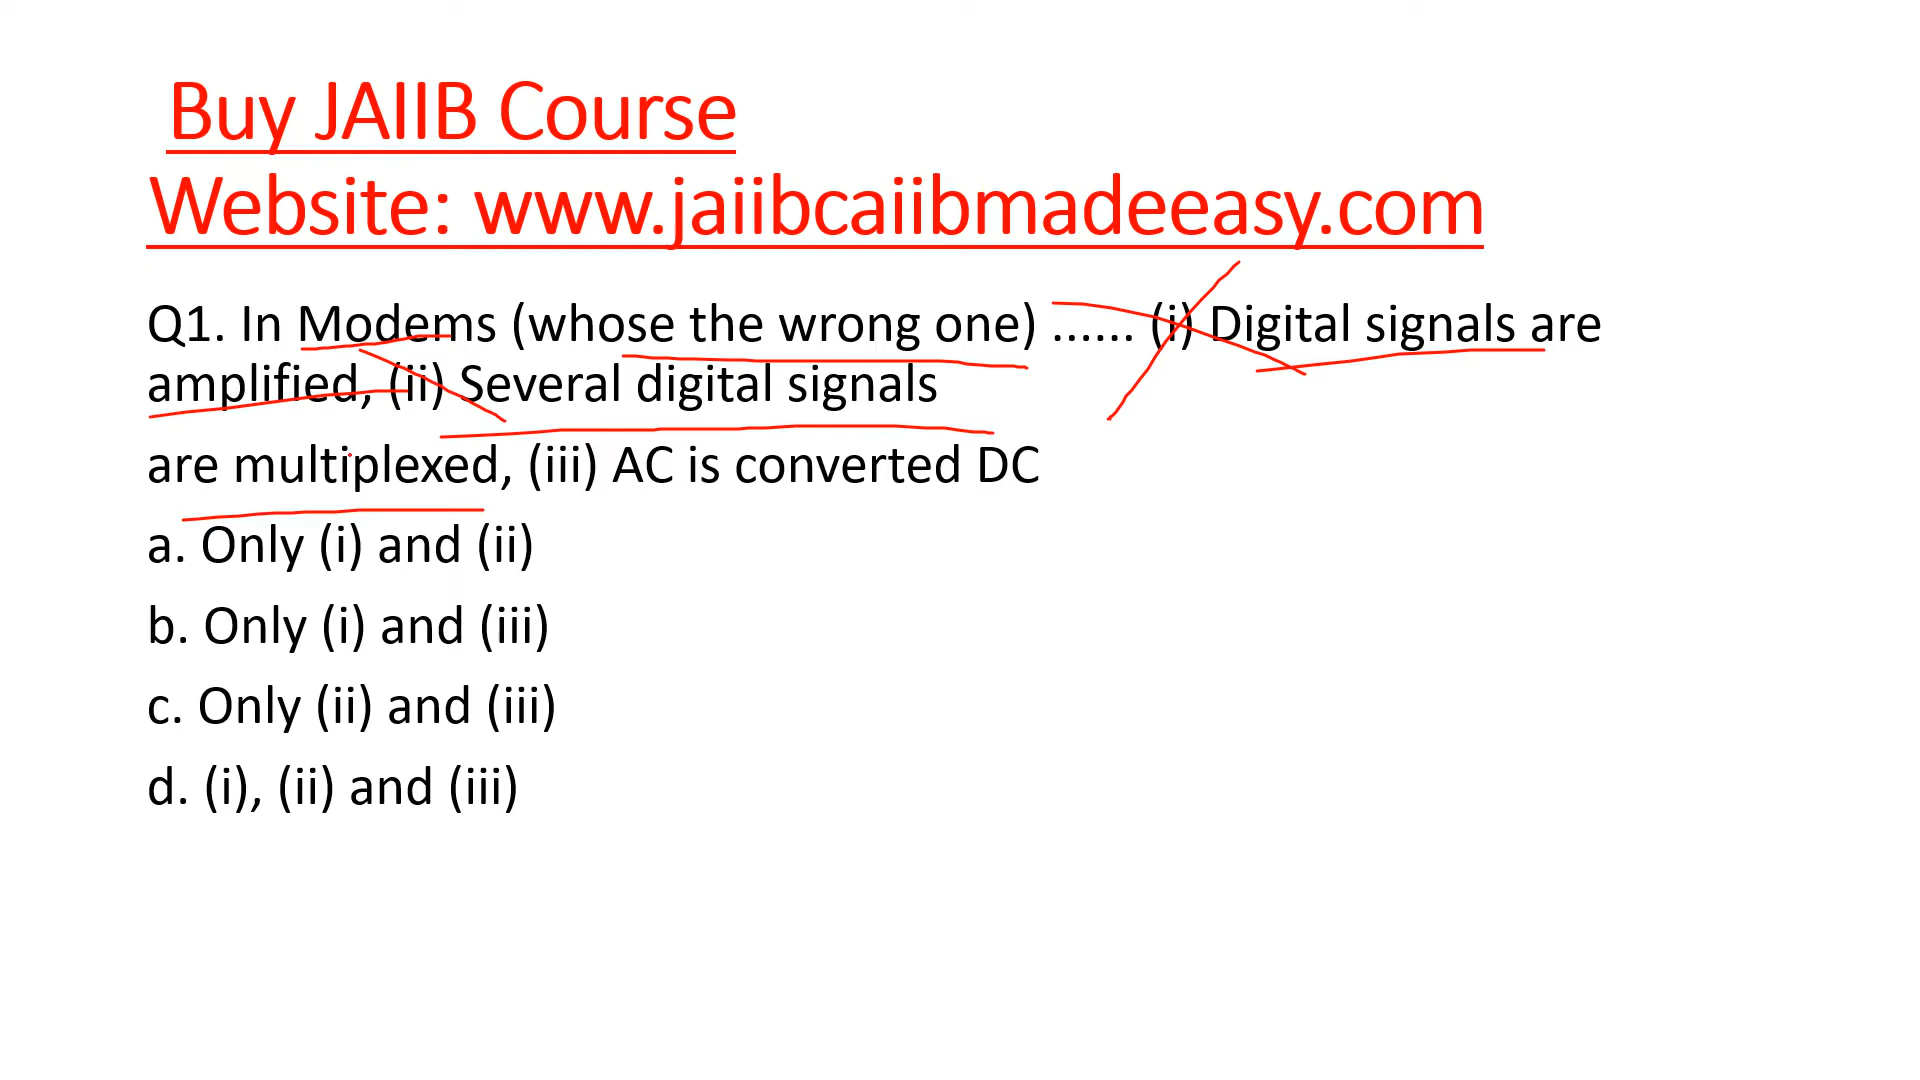 Buy JAIIB Course
Website: www.jaiibcaiibmadeeasy.com
Q1. In Modems (whose the wrong one) ...... (i) Digital signals are
amplified, (ii) Several digital signals
are multiplexed, (iii) AC is converted DC
a. Only (i) and (ii)
b. Only (i) and (iii)
c. Only (ii) and (iii)
d. (i), (ii) and (iii)